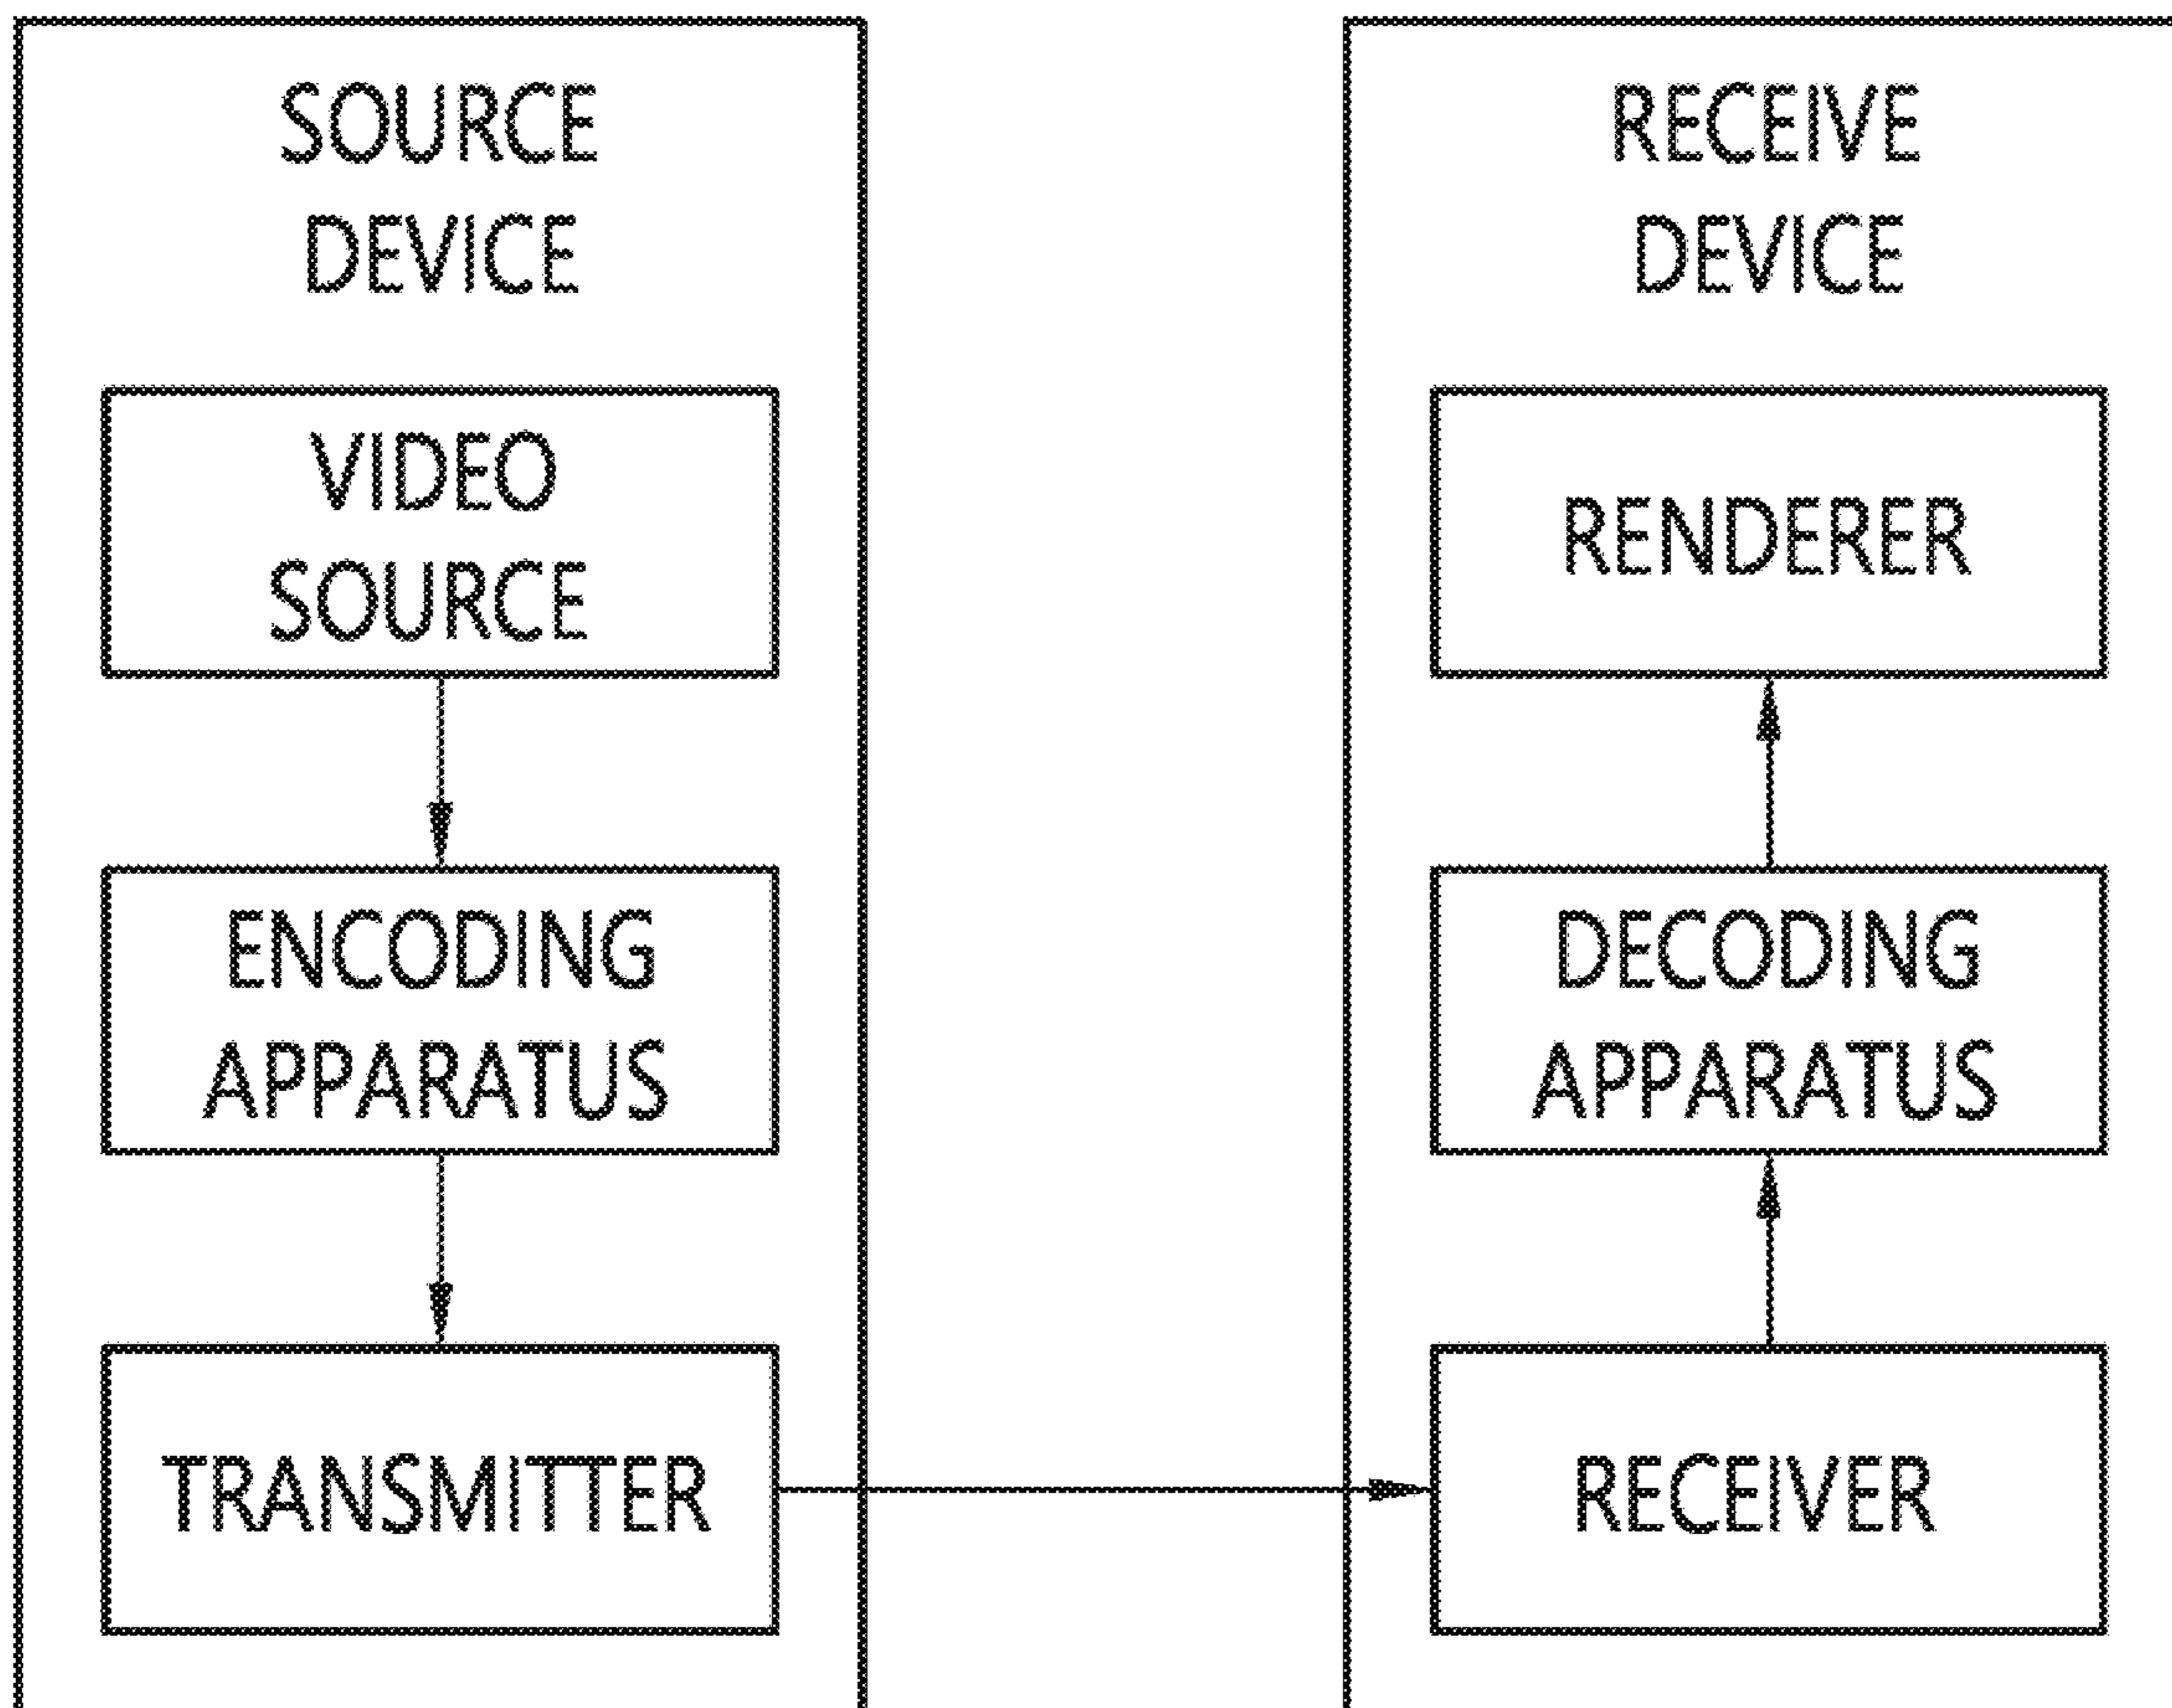 SOURCE
DEVICE
VIDEO
SOURCE
ENCODING
APPARATUS
TRANSMITTER
RECEIVE
DEVICE
RENDERER
DECODING
APPARATUS
RECEIVER